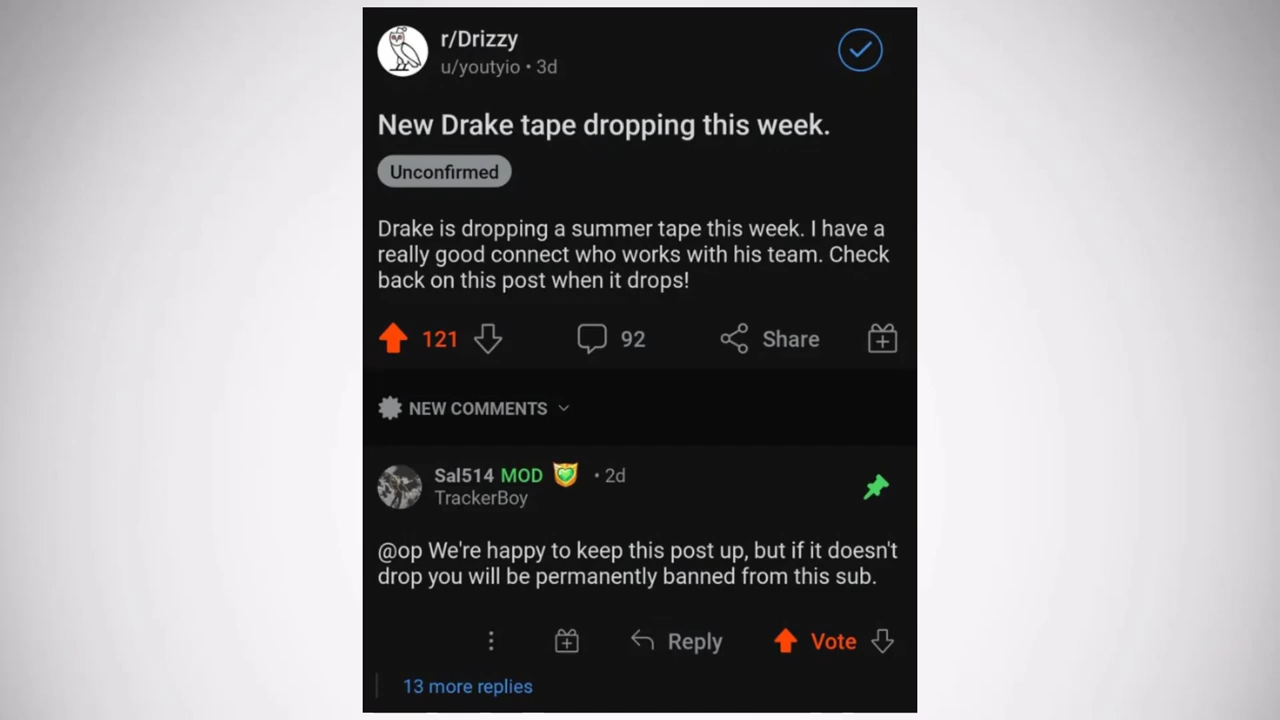 r/Drizzy
u/youtyio • 3d
New Drake tape dropping this week.
Unconfirmed
Drake is dropping a summer tape this week. I have a
really good connect who works with his team. Check
back on this post when it drops!
121 92 Share
NEW COMMENTS
Sal514 MOD • 2d
TrackerBoy
@op We're happy to keep this post up, but if it doesn't
drop you will be permanently banned from this sub.
Reply Vote
13 more replies